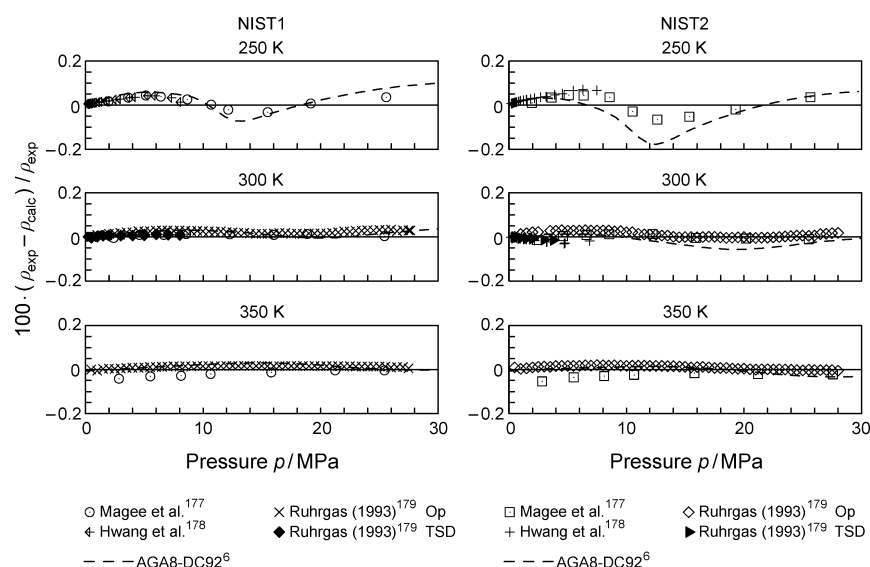 NIST1
250 K
0.2
0
−0.2
300 K
0.2
0
−0.2
350 K
0.2
0
−0.2
0 10 20 30
Pressure p/MPa
NIST2
250 K
0.2
0
−0.2
300 K
0.2
0
−0.2
350 K
0.2
0
−0.2
0 10 20 30
Pressure p/MPa
100·(ρexp−ρcalc)/ρexp
Magee et al.177
Hwang et al.178
AGA8-DC926
Ruhrgas (1993)179 Op
Ruhrgas (1993)179 TSD
Magee et al.177
Hwang et al.178
AGA8-DC926
Ruhrgas (1993)179 Op
Ruhrgas (1993)179 TSD